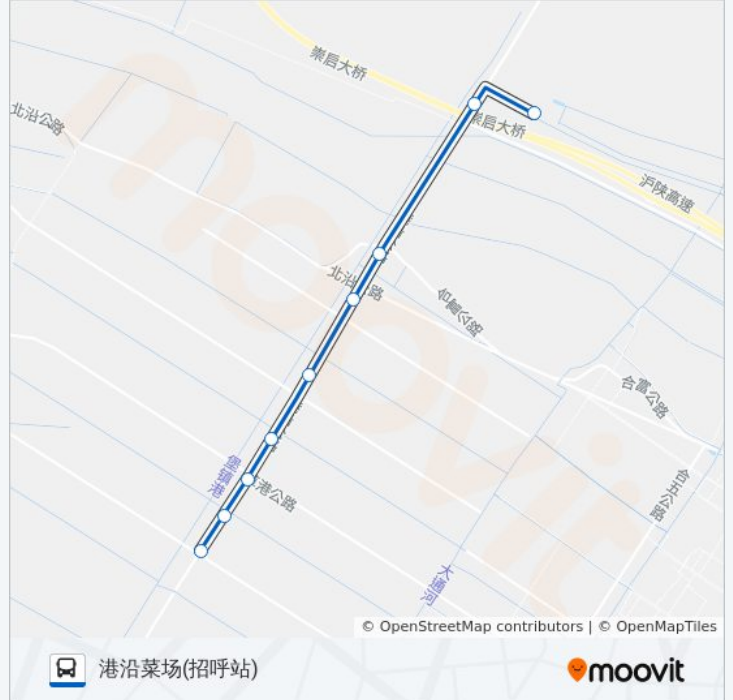 崇启大桥
北沿公路
崇启大桥
沪陕高速
北沿公路
合富公路
合富公路
堡镇港
港公路
合五公路
大通河
moovit
© OpenStreetMap contributors | © OpenMapTiles
港沿菜场(招呼站)
moovit